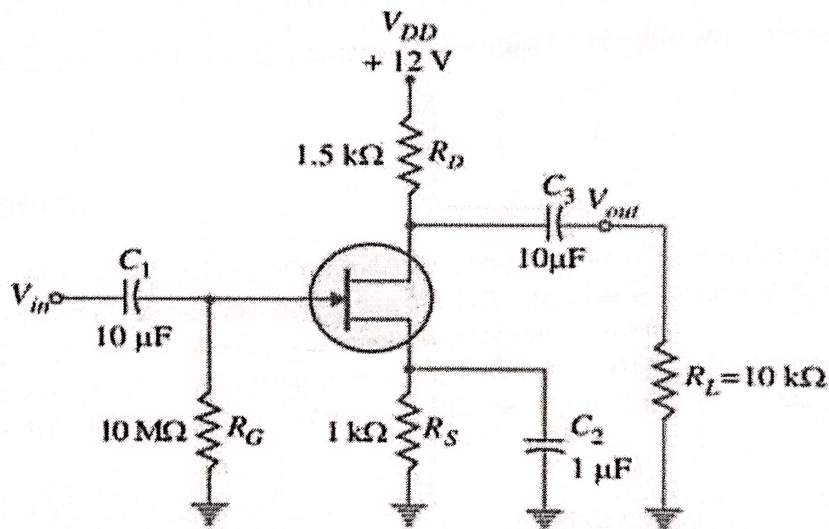 V_DD
+ 12 V
1.5 kΩ R_D
C_3 V_out
10μF
C_1
V_in
10 μF
10 MΩ R_G
1 kΩ R_S
C_2
1 μF
R_L=10 kΩ